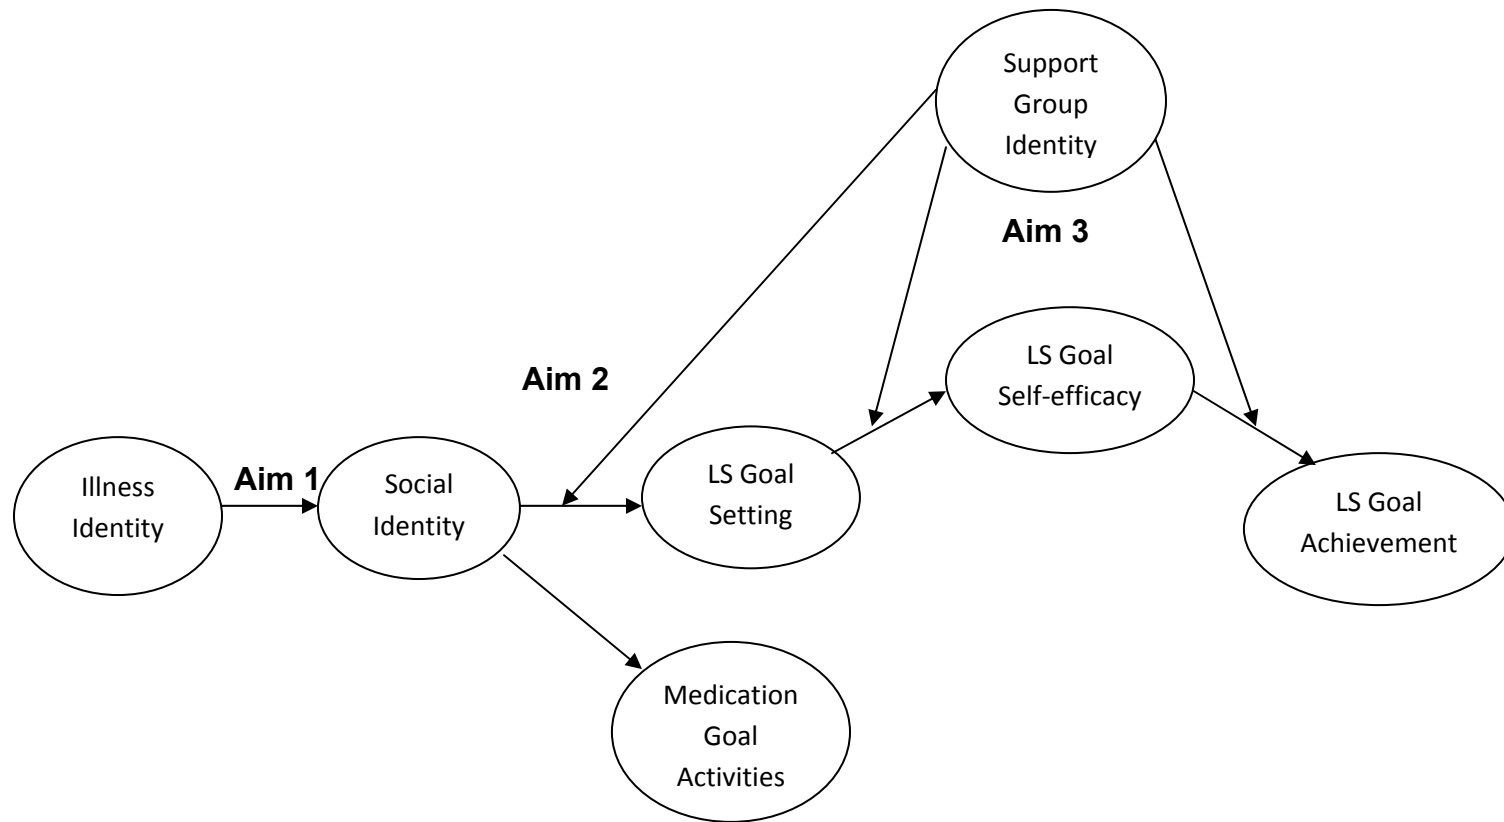 Support
Group
Identity
Aim 3
LS Goal
Self-efficacy
Aim 2
Illness
Identity
Aim 1
Social
Identity
LS Goal
Setting
LS Goal
Achievement
Medication
Goal
Activities